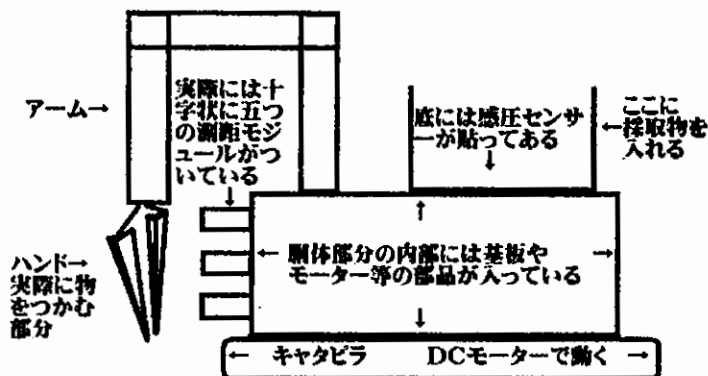 アーム→
実際には十
字状に五つ
の測距モジ
ュールがつ
いている
↓
底には感圧センサ
ーが貼ってある
↓
←ここに
採取物を
入れる
ハンド→
実際に物
をつかむ
部分
↑
← 胴体部分の内部には基板や →
モーター等の部品が入っている
↓
← キャタピラ DCモーターで動く →